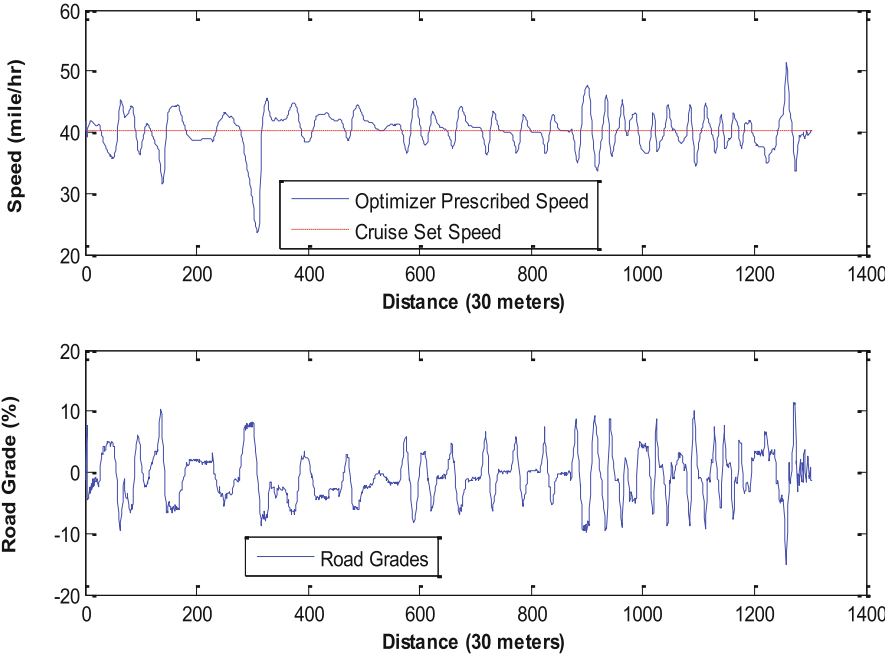 60
50
40
30
20
Speed (mile/hr)
Optimizer Prescribed Speed
Cruise Set Speed
0 200 400 600 800 1000 1200 1400
Distance (30 meters)
20
10
0
-10
-20
Road Grade (%)
Road Grades
0 200 400 600 800 1000 1200 1400
Distance (30 meters)